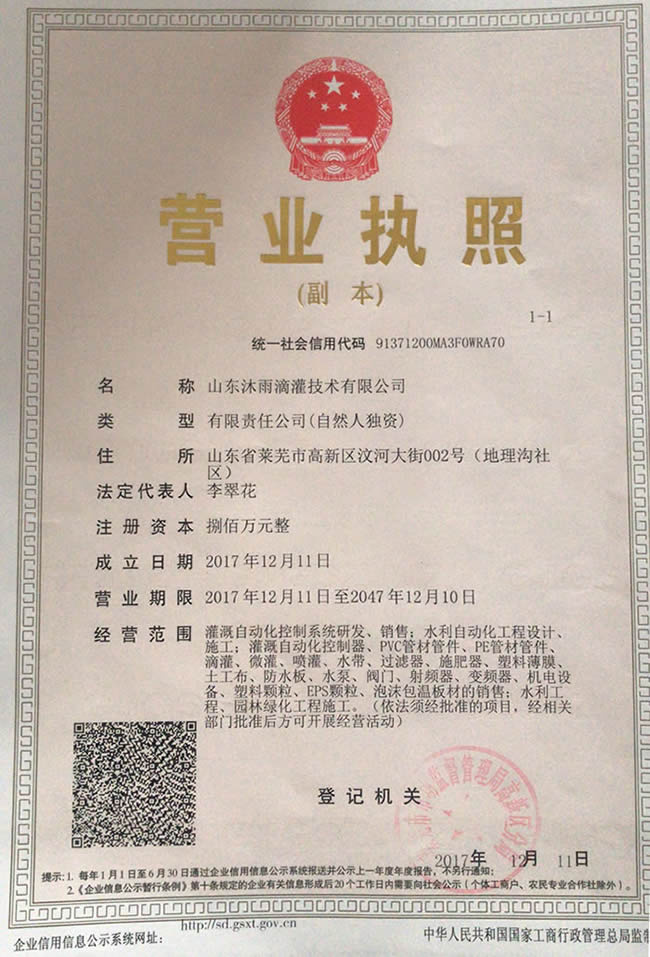 营业执照
(副 本)
1-1
统一社会信用代码 91371200MA3F0WRA70
名 称 山东沐雨滴灌技术有限公司
类 型 有限责任公司(自然人独资)
住 所 山东省莱芜市高新区汶河大街002号（地理沟社
区）
法定代表人 李翠花
注册资本 捌佰万元整
成立日期 2017年12月11日
营业期限 2017年12月11日至2047年12月10日
经营范围 灌溉自动化控制系统研发、销售；水利自动化工程设计、
施工；灌溉自动化控制器、PVC管材管件、PE管材管件、
滴灌、微灌、喷灌、水带、过滤器、施肥器、塑料薄膜、
土工布、防水板、水泵、阀门、射频器、变频器、机电设
备、塑料颗粒、EPS颗粒、泡沫包温板材的销售；水利工
程、园林绿化工程施工。（依法须经批准的项目，经相关
部门批准后方可开展经营活动）
登记机关
监督管理局高新区分局
2017年 12月 11日
提示：1. 每年1月1日至6月30日通过企业信用信息公示系统报送并公示上一年度年度报告，不另行通知；
2.《企业信息公示暂行条例》第十条规定的企业有关信息形成后20个工作日内需要向社会公示（个体工商户、农民专业合作社除外）。
http://sd.gsxt.gov.cn
企业信用信息公示系统网址：
中华人民共和国国家工商行政管理总局监制